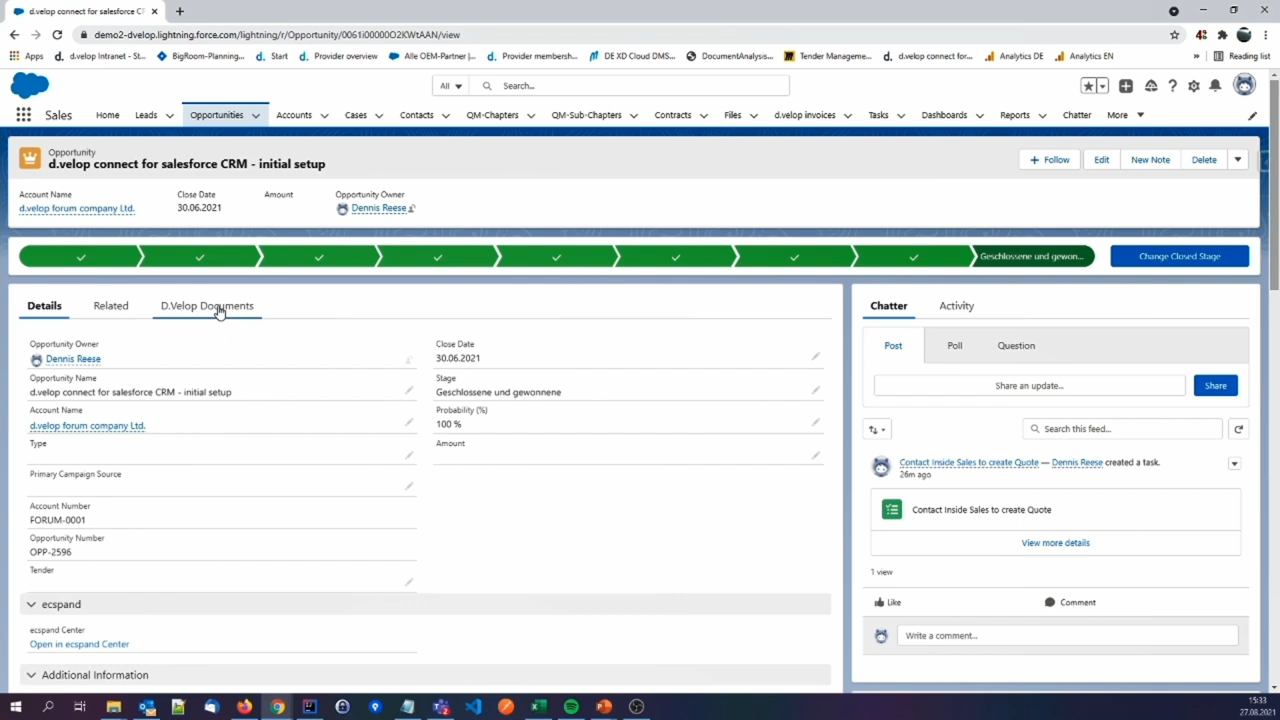 d.velop connect for salesforce C
demo2-dvelop.lightning.force.com/lightning/r/Opportunity/0061i00000O2KWtAAN/view
Apps d.velop Intranet - St... BigRoom-Planning... Start Provider overview Alle OEM-Partner |... Provider membersh... DE XD Cloud DMS... DocumentAnalysis... Tender Manageme... d.velop connect for... Analytics DE Analytics EN » Reading list
All Search...
Sales Home Leads Opportunities Accounts Cases Contacts QM-Chapters QM-Sub-Chapters Contracts Files d.velop invoices Tasks Dashboards Reports Chatter More
Opportunity
d.velop connect for salesforce CRM - initial setup
+ Follow Edit New Note Delete
Account Name Close Date Amount Opportunity Owner
d.velop forum company Ltd. 30.06.2021 Dennis Reese
Geschlossene und gewon... Change Closed Stage
Details Related D.Velop Documents
Opportunity Owner
Dennis Reese
Opportunity Name
d.velop connect for salesforce CRM - initial setup
Account Name
d.velop forum company Ltd.
Type
Primary Campaign Source
Account Number
FORUM-0001
Opportunity Number
OPP-2596
Tender
ecspand
ecspand Center
Open in ecspand Center
Additional Information
Close Date
30.06.2021
Stage
Geschlossene und gewonnene
Probability (%)
100 %
Amount
Chatter Activity
Post Poll Question
Share an update... Share
Search this feed...
Contact Inside Sales to create Quote — Dennis Reese created a task.
26m ago
Contact Inside Sales to create Quote
View more details
1 view
Like Comment
Write a comment...
15:33
27.08.2021